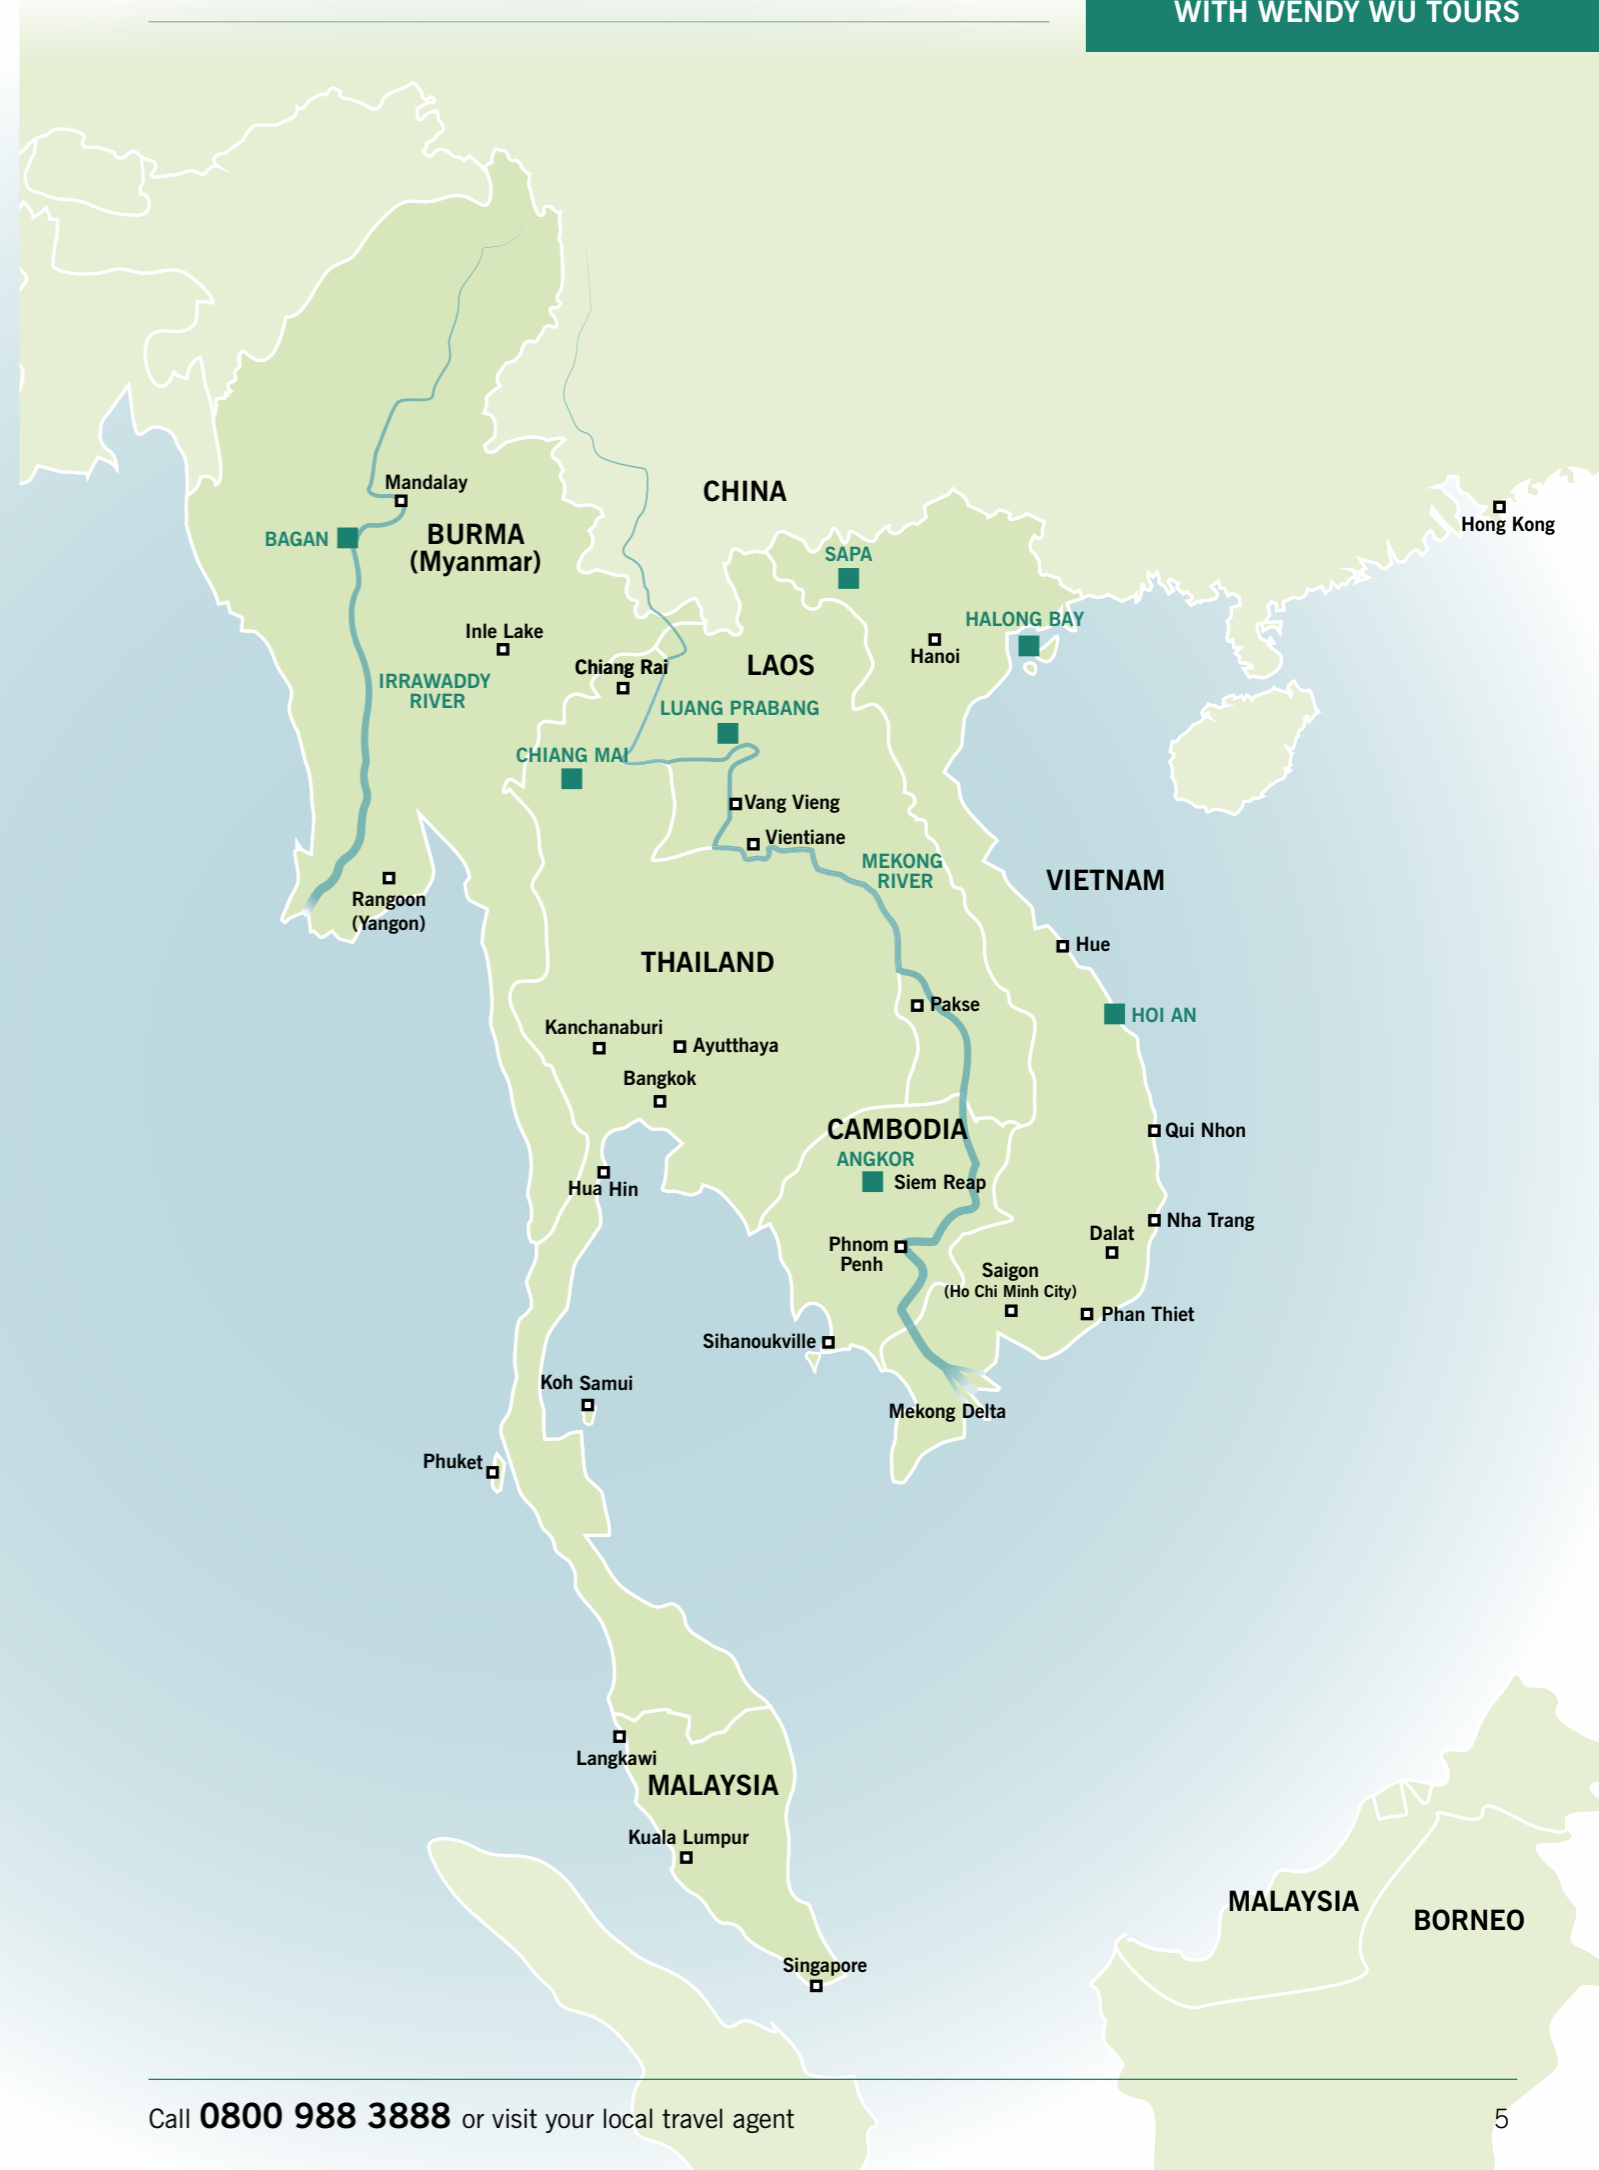 WITH WENDY WU TOURS
Mandalay
CHINA
Hong Kong
BAGAN
BURMA
(Myanmar)
SAPA
HALONG BAY
Inle Lake
Hanoi
Chiang Rai
LAOS
IRRAWADDY
RIVER
LUANG PRABANG
CHIANG MAI
Vang Vieng
Vientiane
MEKONG
RIVER
VIETNAM
Rangoon
(Yangon)
Hue
THAILAND
Pakse
HOI AN
Kanchanaburi
Ayutthaya
Bangkok
CAMBODIA
Qui Nhon
ANGKOR
Siem Reap
Hua Hin
Nha Trang
Dalat
Phnom
Penh
Saigon
(Ho Chi Minh City)
Phan Thiet
Sihanoukville
Koh Samui
Mekong Delta
Phuket
Langkawi
MALAYSIA
Kuala Lumpur
MALAYSIA
BORNEO
Singapore
Call 0800 988 3888 or visit your local travel agent
5